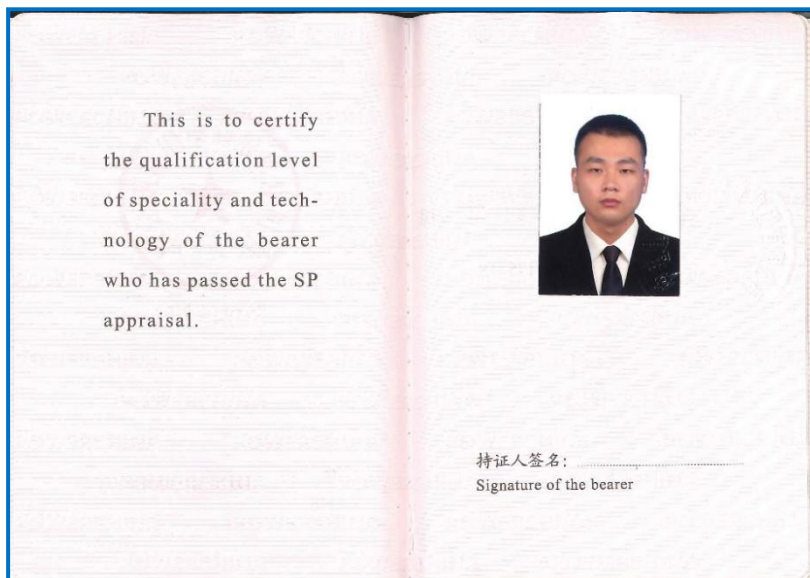 This is to certify
the qualification level
of speciality and tech-
nology of the bearer
who has passed the SP
appraisal.
持证人签名：
Signature of the bearer